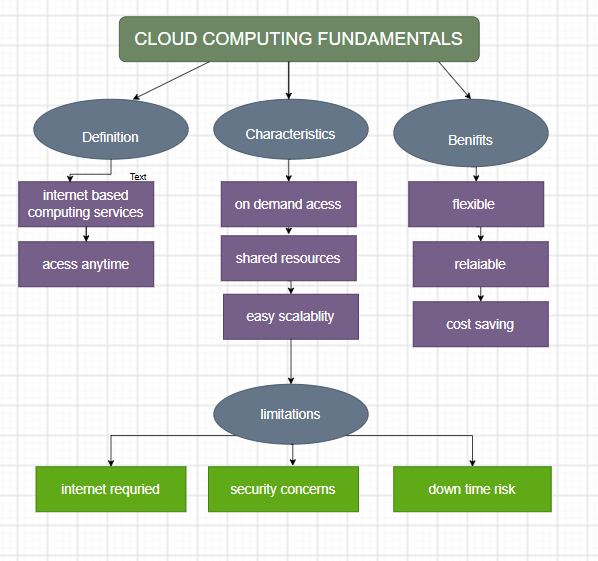 CLOUD COMPUTING FUNDAMENTALS
Definition
Characteristics
Benifits
Text
internet based
computing services
on demand acess
flexible
acess anytime
shared resources
relaiable
easy scalablity
cost saving
limitations
internet requried
security concerns
down time risk